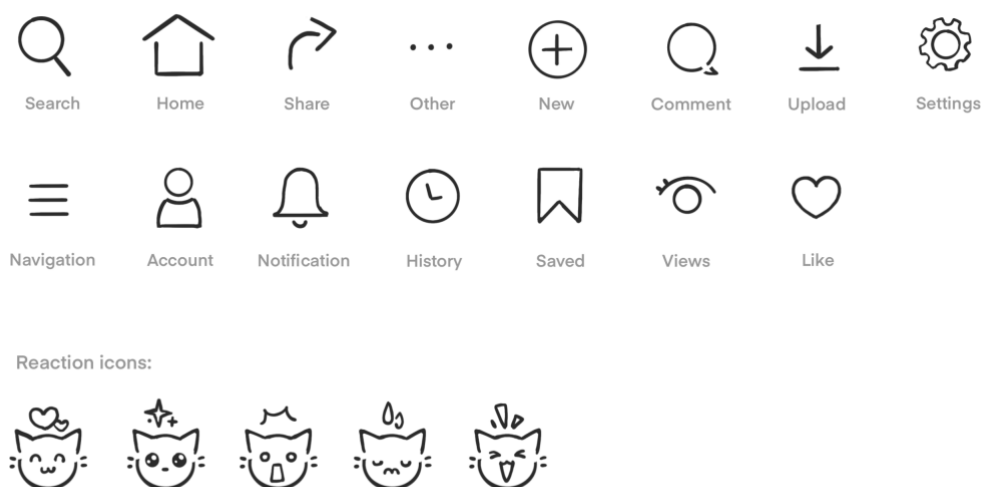 Search Home Share Other New Comment Upload Settings
Navigation Account Notification History Saved Views Like
Reaction icons: